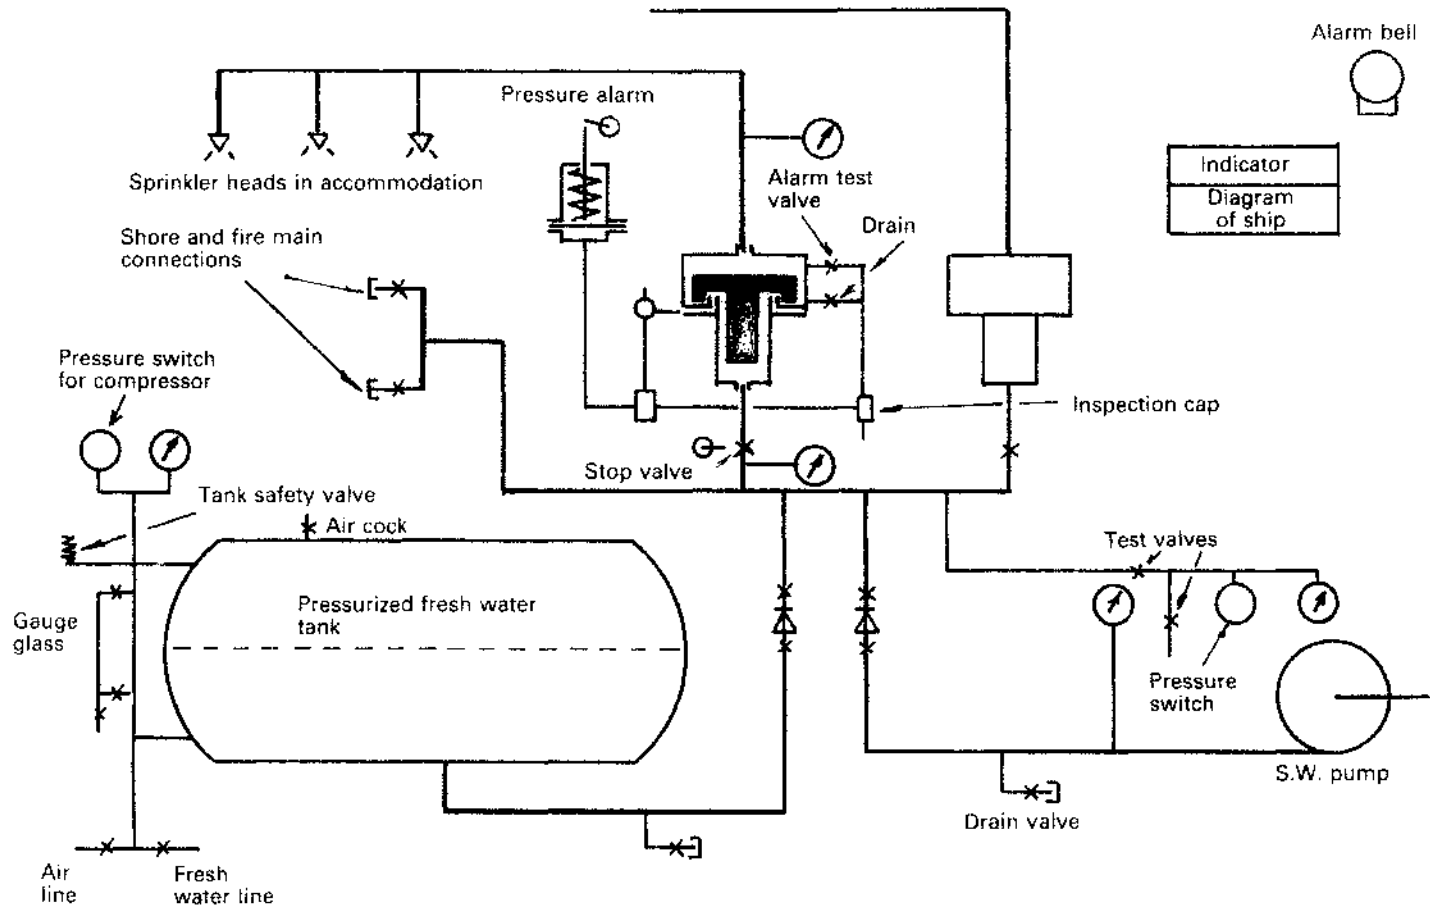 Alarm bell
Pressure alarm
Indicator
Diagram
of ship
Alarm test
valve
Sprinkler heads in accommodation
Drain
Shore and fire main
connections
Pressure switch
for compressor
Inspection cap
Stop valve
Tank safety valve
Air cock
Test valves
Pressurized fresh water
tank
Gauge
glass
Pressure
switch
S.W. pump
Drain valve
Air
line
Fresh
water line